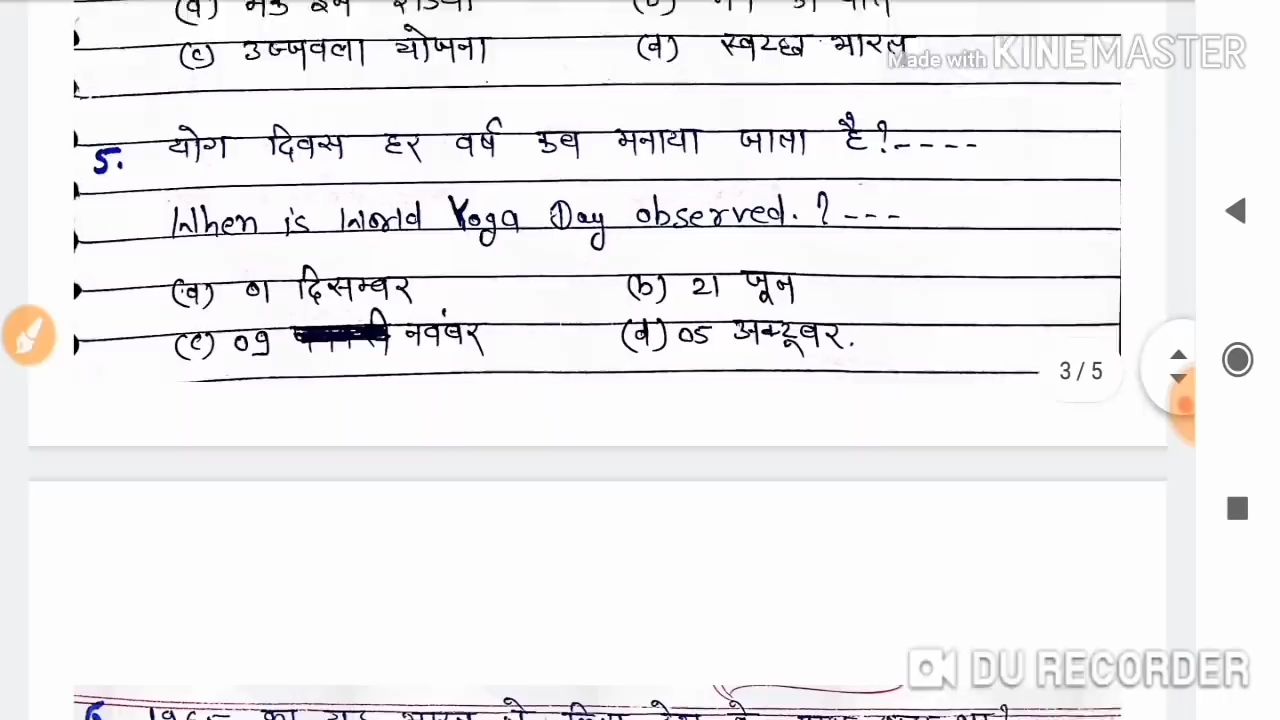 (c) उज्जवला योजना (d) स्वच्छ भारत
Made with KINEMASTER
5. योग दिवस हर वर्ष कब मनाया जाता है?----
When is World Yoga Day observed.?---
(a) 01 दिसम्बर (b) 21 जून
(c) 09 नवंबर (d) 05 अक्टूबर.
3/5
DU RECORDER